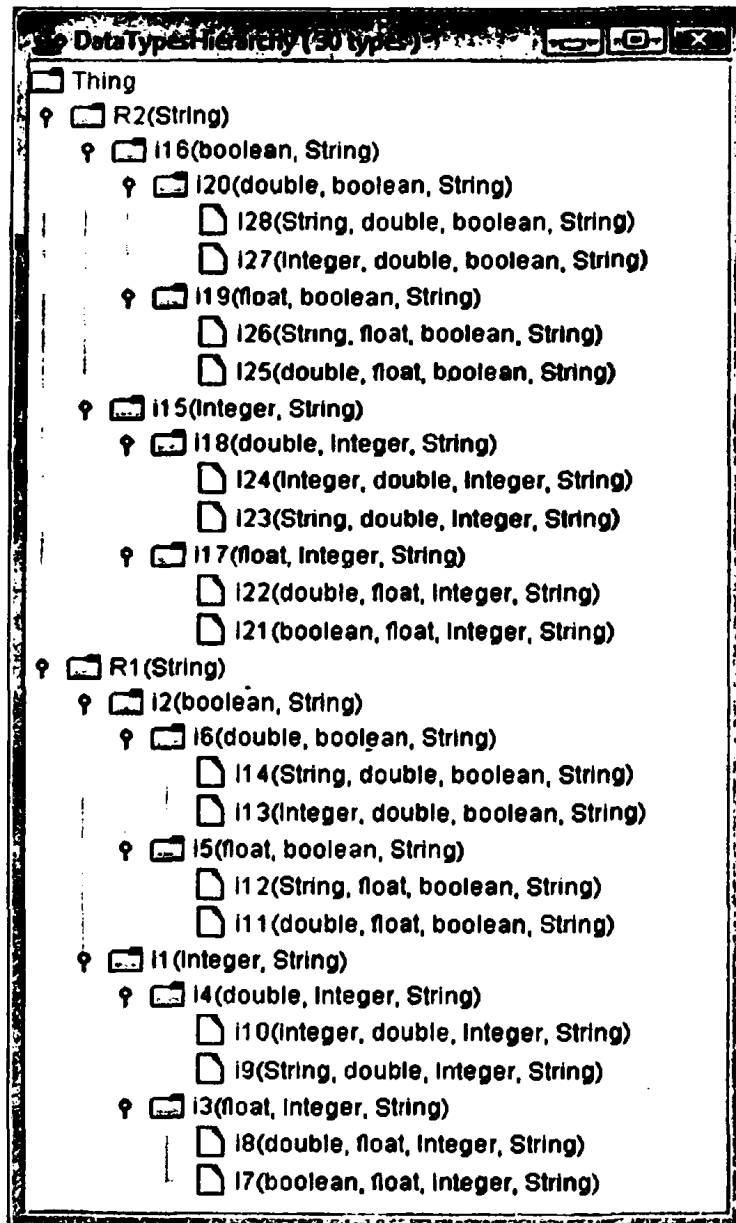 DataTypesHierarchy (30 types)
Thing
R2(String)
i16(boolean, String)
i20(double, boolean, String)
i28(String, double, boolean, String)
i27(Integer, double, boolean, String)
i19(float, boolean, String)
i26(String, float, boolean, String)
i25(double, float, boolean, String)
i15(Integer, String)
i18(double, Integer, String)
i24(Integer, double, Integer, String)
i23(String, double, Integer, String)
i17(float, Integer, String)
i22(double, float, Integer, String)
i21(boolean, float, Integer, String)
R1(String)
i2(boolean, String)
i6(double, boolean, String)
i14(String, double, boolean, String)
i13(Integer, double, boolean, String)
i5(float, boolean, String)
i12(String, float, boolean, String)
i11(double, float, boolean, String)
i1(Integer, String)
i4(double, Integer, String)
i10(Integer, double, Integer, String)
i9(String, double, Integer, String)
i3(float, Integer, String)
i8(double, float, Integer, String)
i7(boolean, float, Integer, String)